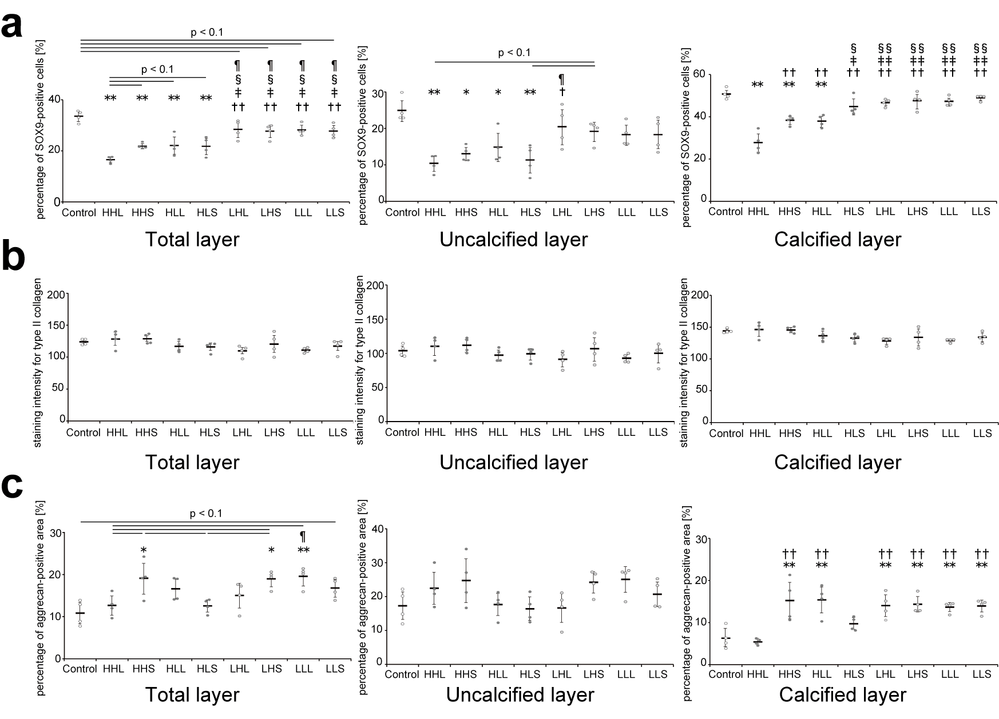 a
percentage of SOX9-positive cells [%]
p < 0.1
p < 0.1
¶ ¶ ¶ ¶
§ § § §
‡ ‡ ‡ ‡
** ** ** ** †† †† †† ††
40
20
0
Control HHL HHS HLL HLS LHL LHS LLL LLS
Total layer
percentage of SOX9-positive cells [%]
p < 0.1
¶
** * * ** †
30
20
10
0
Control HHL HHS HLL HLS LHL LHS LLL LLS
Uncalcified layer
percentage of SOX9-positive cells [%]
§ §§ §§ §§ §§
‡ ‡‡ ‡‡ ‡‡ ‡‡
†† †† †† †† †† †† ††
** ** **
60
40
20
0
Control HHL HHS HLL HLS LHL LHS LLL LLS
Calcified layer
b
staining intensity for type II collagen
200
150
100
50
0
Control HHL HHS HLL HLS LHL LHS LLL LLS
Total layer
staining intensity for type II collagen
200
150
100
50
0
Control HHL HHS HLL HLS LHL LHS LLL LLS
Uncalcified layer
staining intensity for type II collagen
200
150
100
50
0
Control HHL HHS HLL HLS LHL LHS LLL LLS
Calcified layer
c
percentage of aggrecan-positive area [%]
p < 0.1
¶
* * **
30
20
10
0
Control HHL HHS HLL HLS LHL LHS LLL LLS
Total layer
percentage of aggrecan-positive area [%]
40
30
20
10
0
Control HHL HHS HLL HLS LHL LHS LLL LLS
Uncalcified layer
percentage of aggrecan-positive area [%]
†† †† †† †† †† ††
** ** ** ** ** **
30
20
10
0
Control HHL HHS HLL HLS LHL LHS LLL LLS
Calcified layer